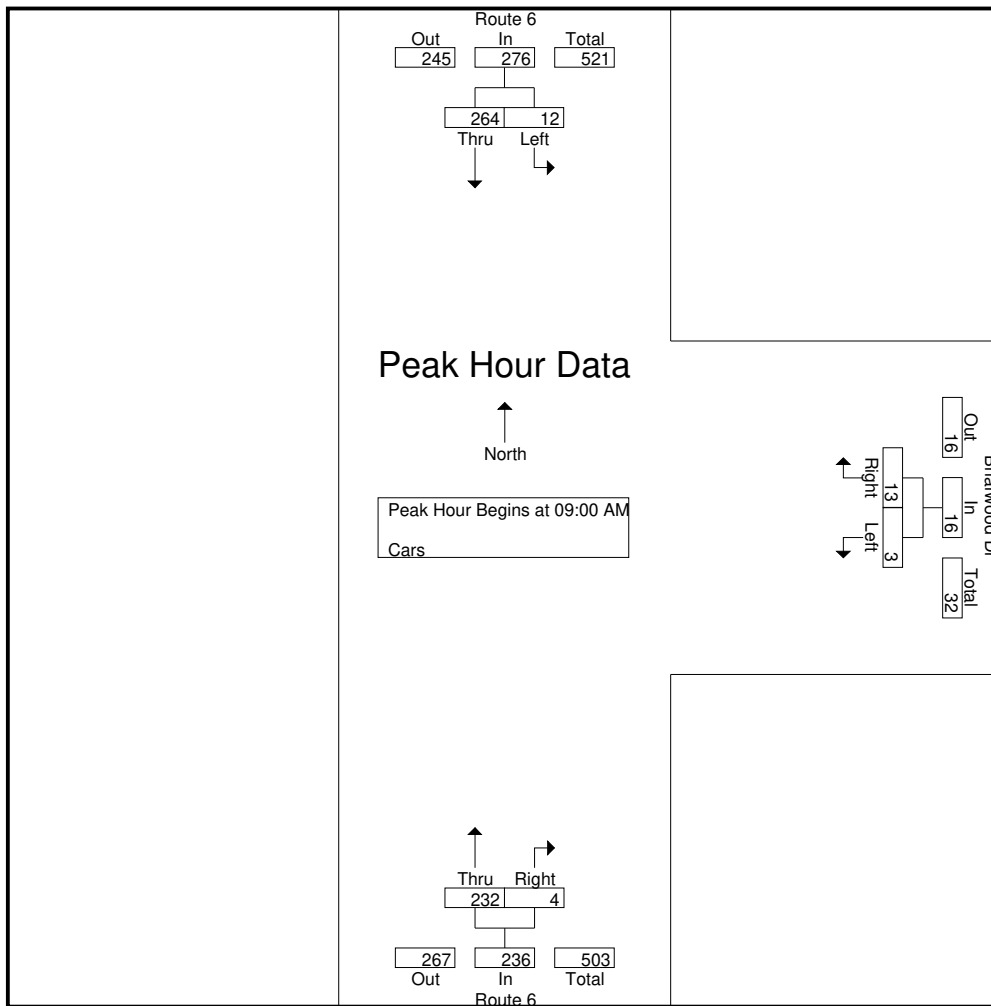 Route 6
Out In Total
245 276 521
264 12
Thru Left
Peak Hour Data
North
Peak Hour Begins at 09:00 AM
Cars
Out In Total
16 16 32
13 3
Right Left
Thru Right
232 4
267 236 503
Out In Total
Route 6